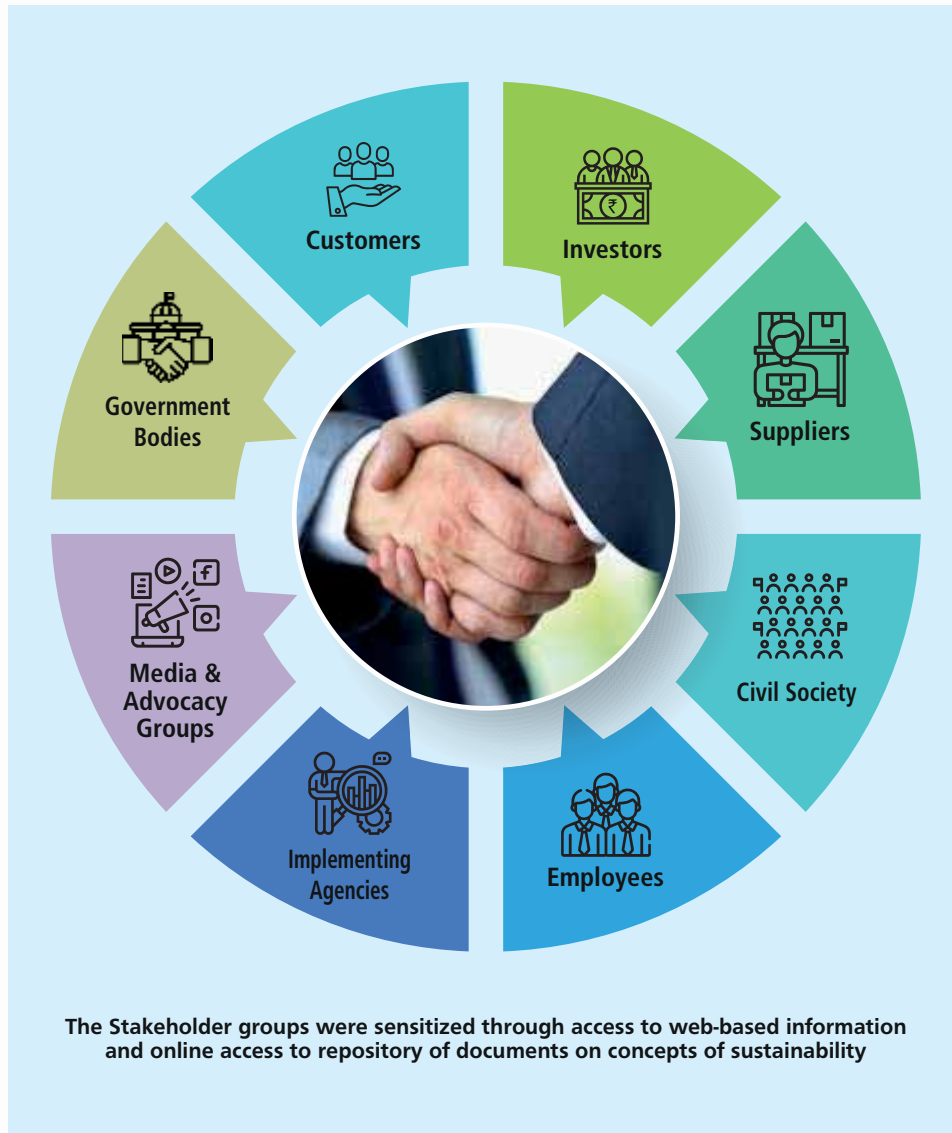 Customers
Investors
Suppliers
Civil Society
Employees
Implementing
Agencies
Media &
Advocacy
Groups
Government
Bodies
The Stakeholder groups were sensitized through access to web-based information
and online access to repository of documents on concepts of sustainability